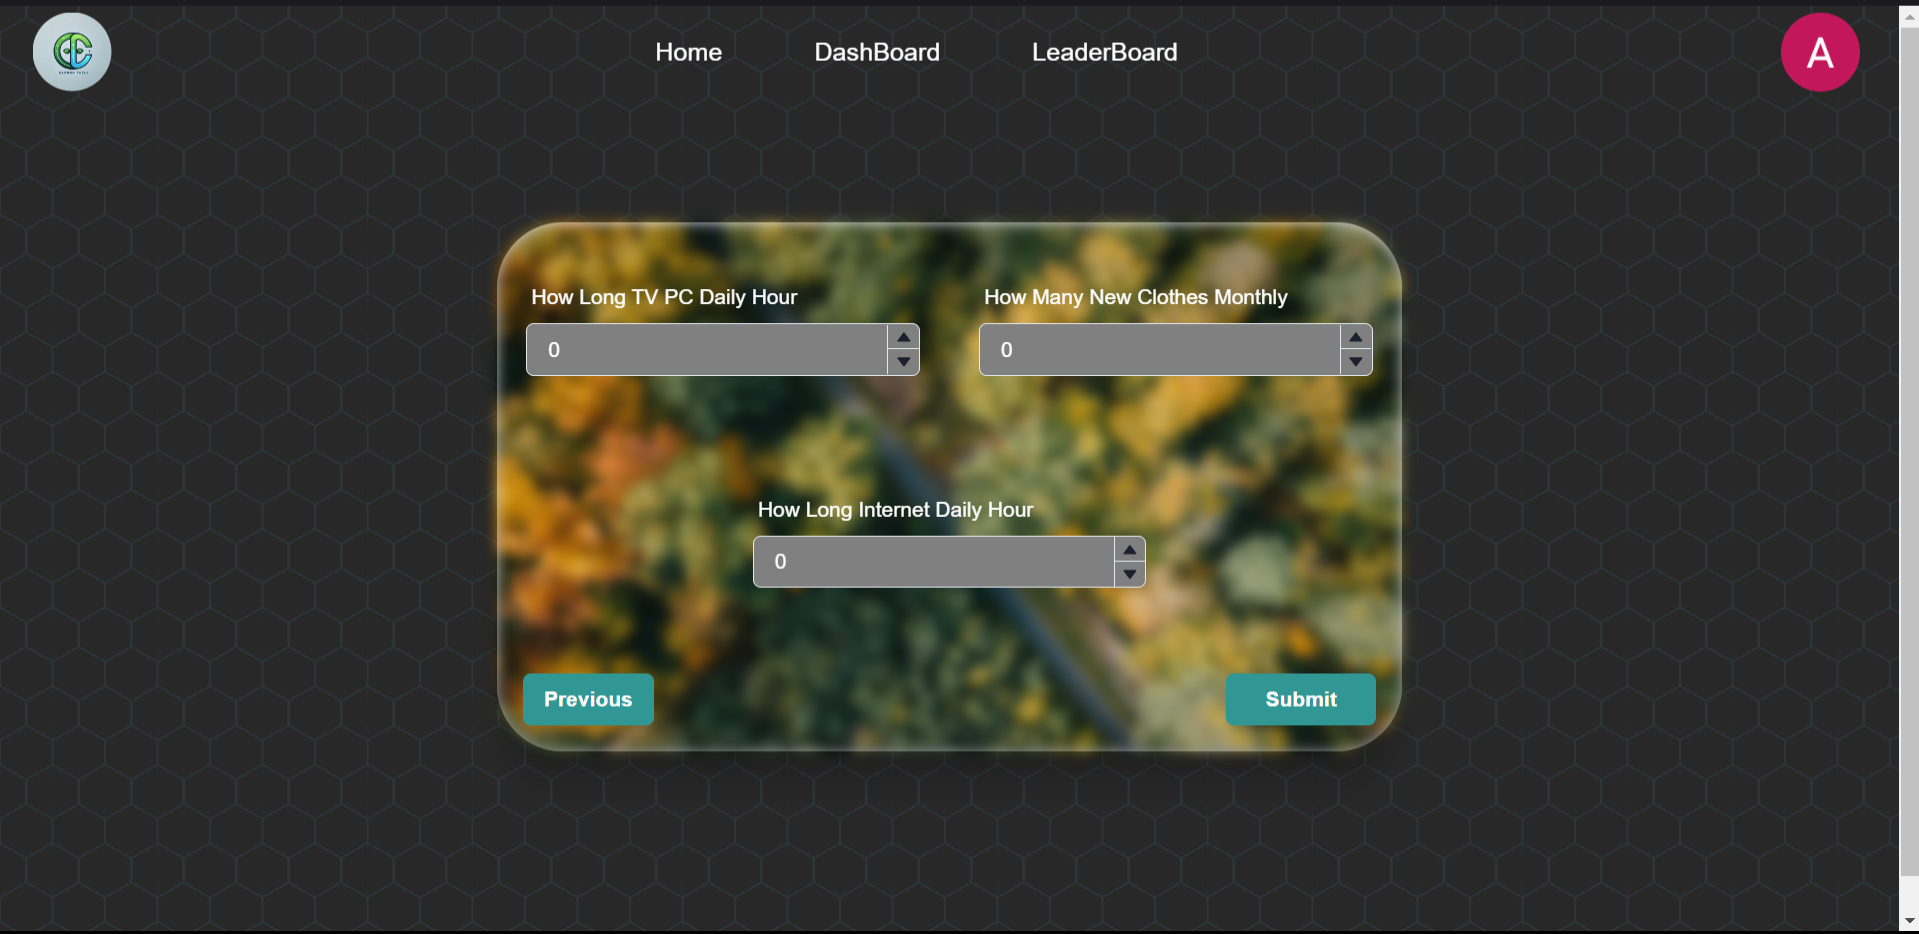 Home
DashBoard
LeaderBoard
A
How Long TV PC Daily Hour
How Many New Clothes Monthly
0
0
How Long Internet Daily Hour
0
Previous
Submit